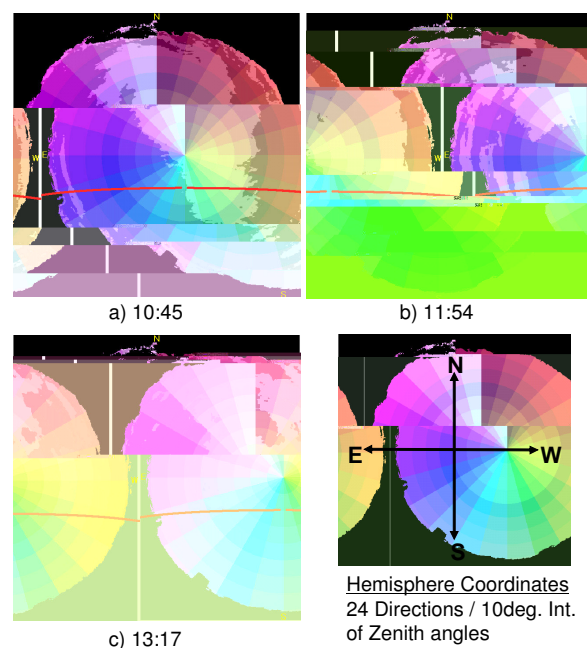 N
N
W
E
W
E
a) 10:45
b) 11:54
N
N
E
W
S
W
c) 13:17
Hemisphere Coordinates
24 Directions / 10deg. Int.
of Zenith angles